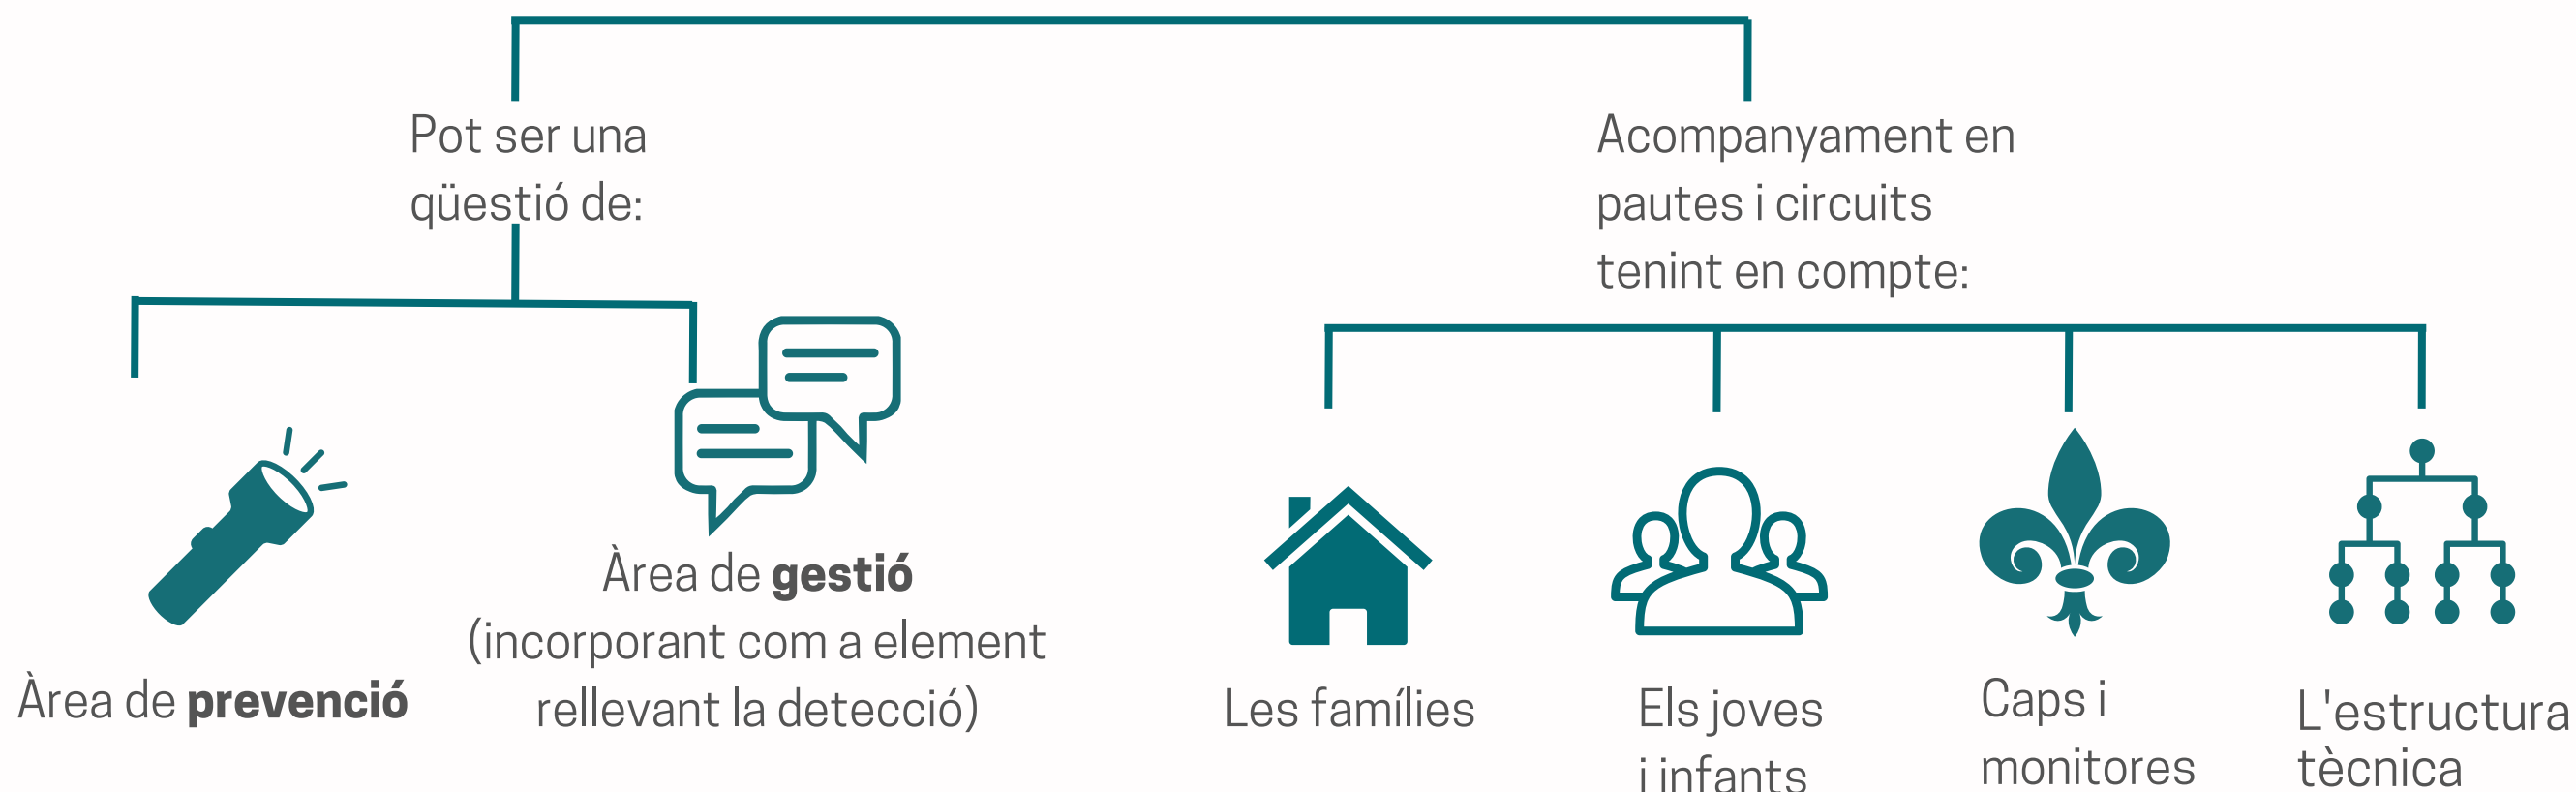 Pot ser una
qüestió de:
Acompanyament en
pautes i circuits
tenint en compte:
Àrea de prevenció
Àrea de gestió
(incorporant com a element
rellevant la detecció)
Les famílies
Els joves
i infants
Caps i
monitores
L'estructura
tècnica